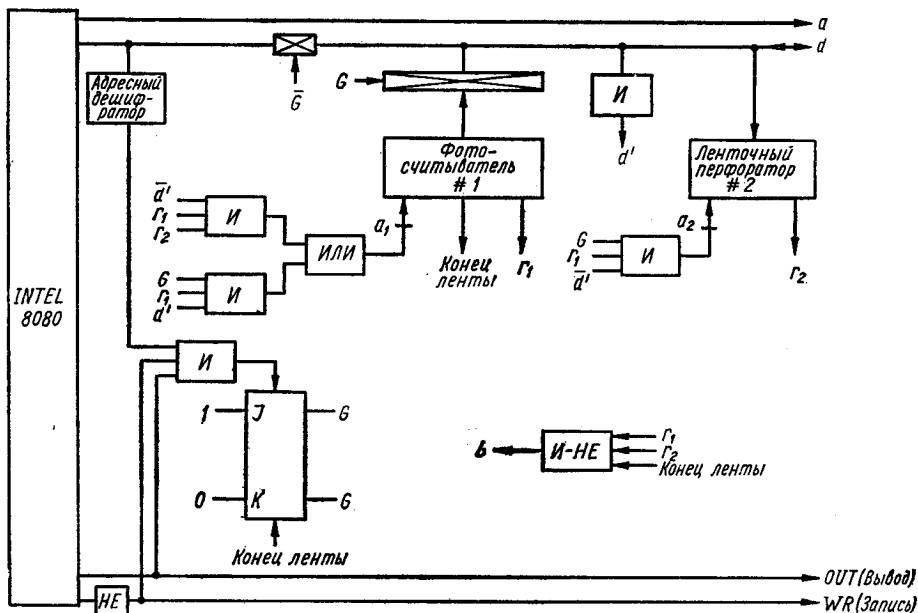 a
d
Адресный
дешиф-
ратор
G̅
G
И
d'
Фото-
считыватель
# 1
Ленточный
перфоратор
# 2
d̅'
r₁
r₂
И
ИЛИ
a₁
Конец
ленты
r₁
G
r₁
d̅'
И
a₂
r₂
G
r₁
d'
И
INTEL
8080
И
1
J
G
0
K
G
Конец ленты
b
И-НЕ
r₁
r₂
Конец ленты
OUT (Вывод)
НЕ
WR (Запись)